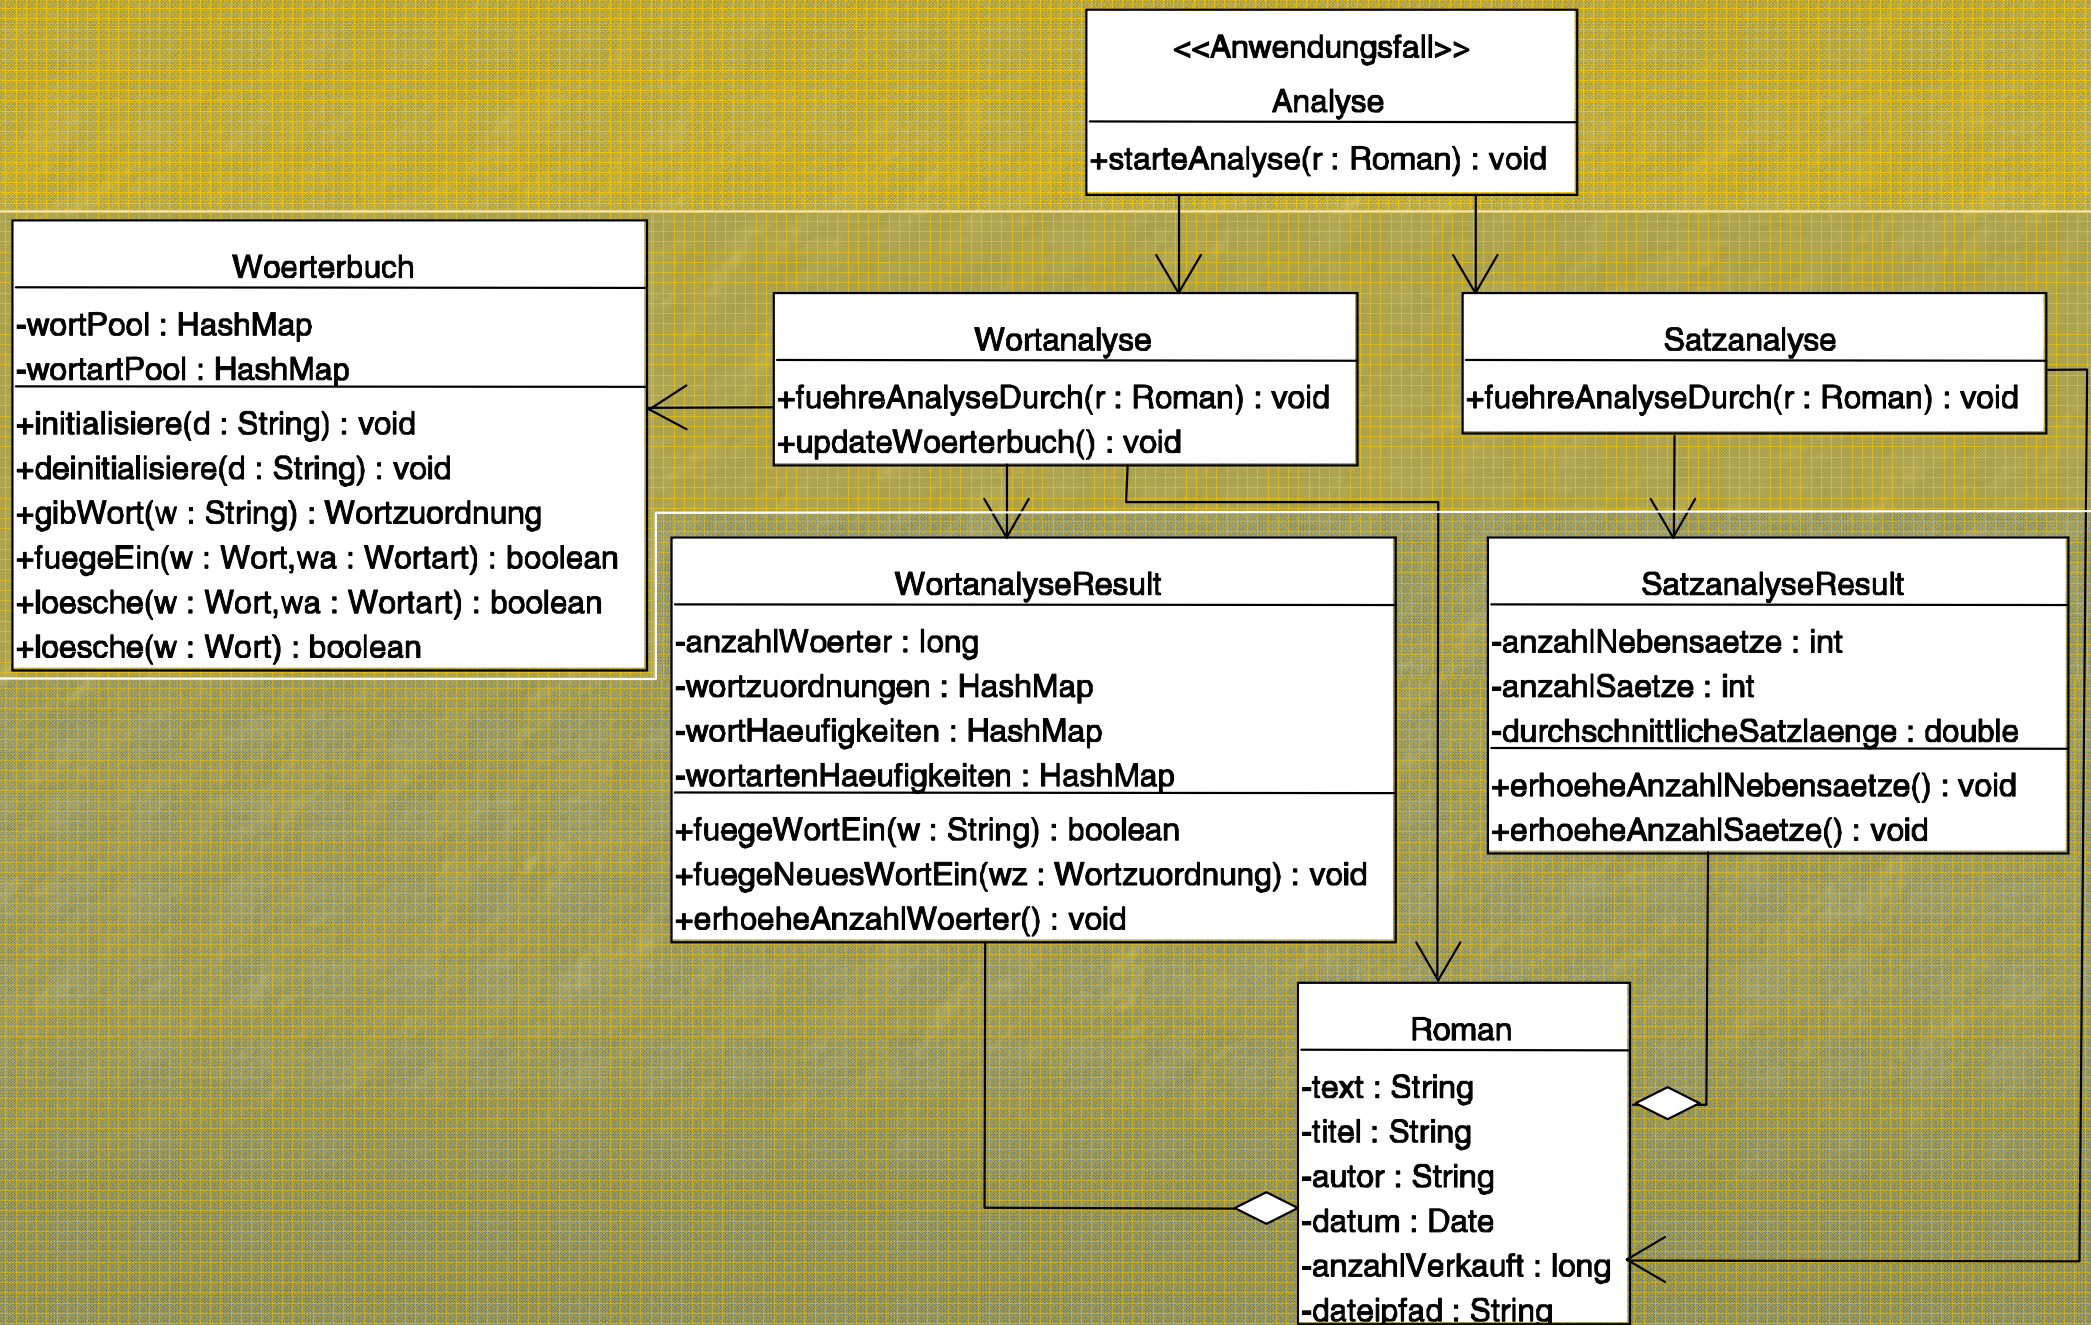 <<Anwendungsfall>>
Analyse
+starteAnalyse(r : Roman) : void
Woerterbuch
-wortPool : HashMap
-wortartPool : HashMap
+initialisiere(d : String) : void
+deinitialisiere(d : String) : void
+gibWort(w : String) : Wortzuordnung
+fuegeEin(w : Wort,wa : Wortart) : boolean
+loesche(w : Wort,wa : Wortart) : boolean
+loesche(w : Wort) : boolean
Wortanalyse
+fuehreAnalyseDurch(r : Roman) : void
+updateWoerterbuch() : void
Satzanalyse
+fuehreAnalyseDurch(r : Roman) : void
WortanalyseResult
-anzahlWoerter : long
-wortzuordnungen : HashMap
-wortHaeufigkeiten : HashMap
-wortartenHaeufigkeiten : HashMap
+fuegeWortEin(w : String) : boolean
+fuegeNeuesWortEin(wz : Wortzuordnung) : void
+erhoeheAnzahlWoerter() : void
SatzanalyseResult
-anzahlNebensaetze : int
-anzahlSaetze : int
-durchschnittlicheSatzlaenge : double
+erhoeheAnzahlNebensaetze() : void
+erhoeheAnzahlSaetze() : void
Roman
-text : String
-titel : String
-autor : String
-datum : Date
-anzahlVerkauft : long
-dateipfad : String